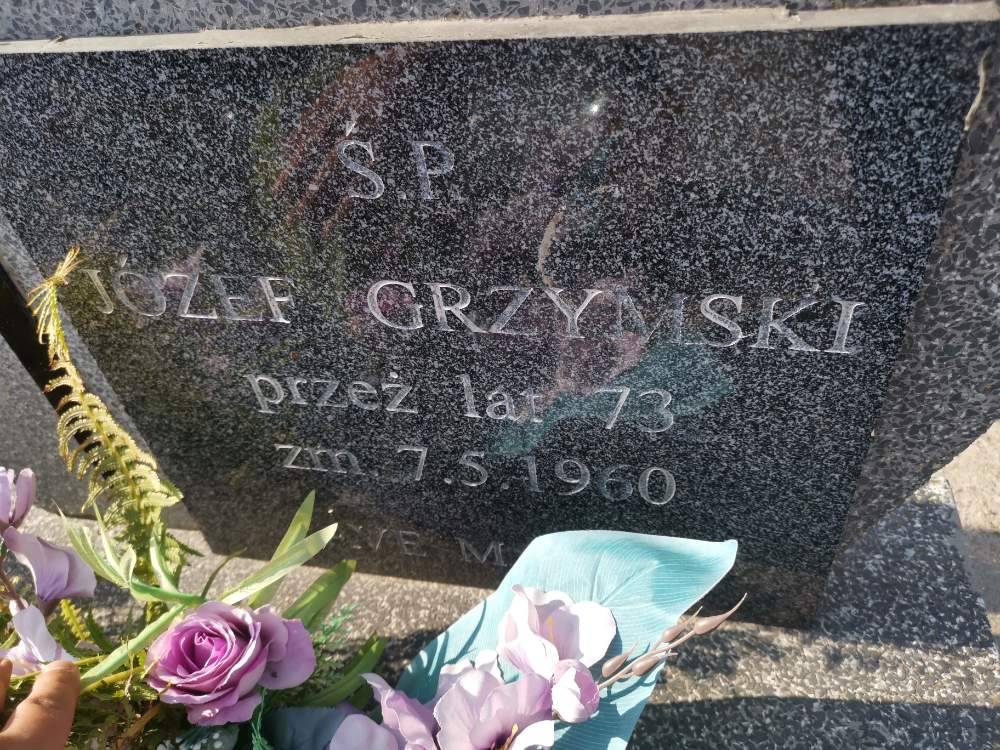 Ś.P.
JÓZEF GRZYMSKI
przeż lat 73
zm. 7.5.1960